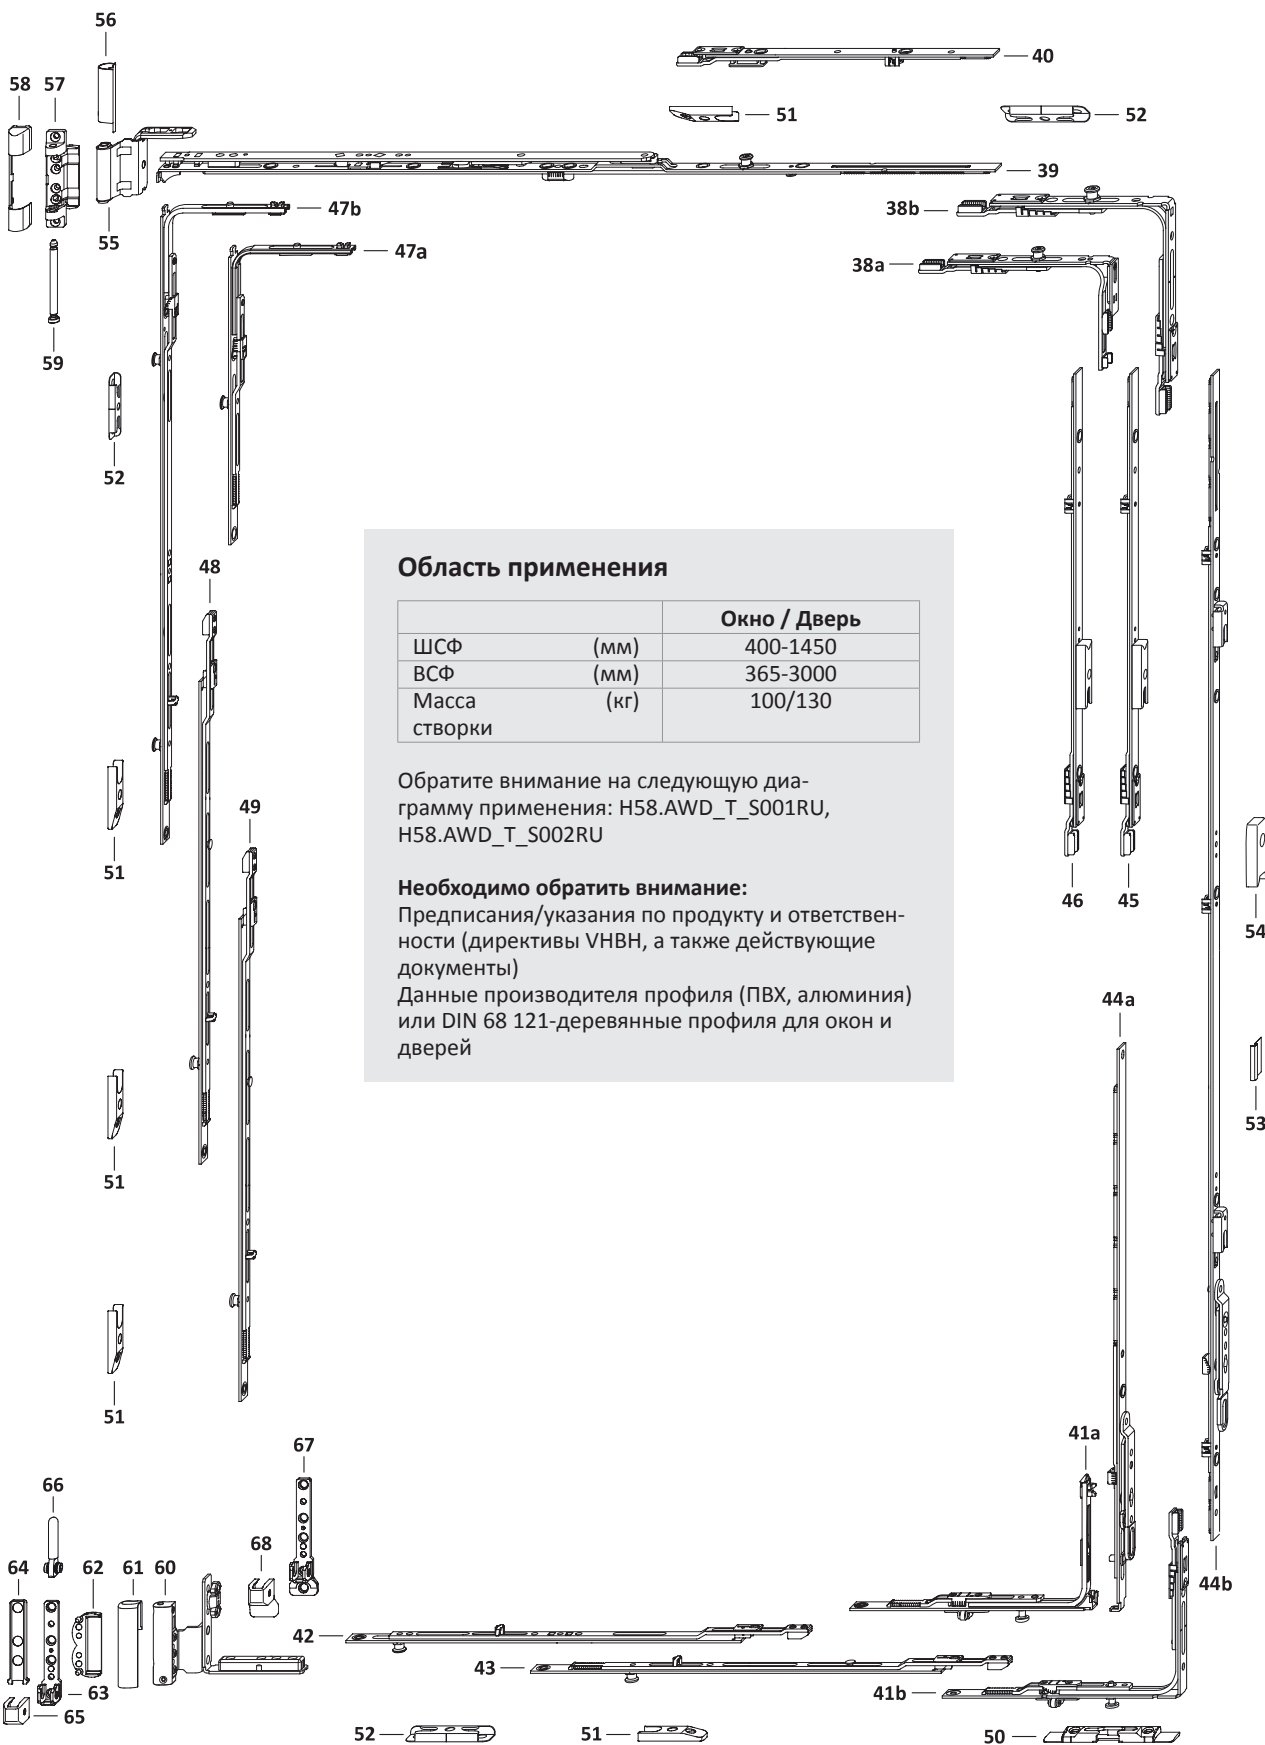 56
40
58 57
51
52
39
47b
38b
55
47a
38a
59
52
48
Область применения
Окно / Дверь
ШСФ (мм) 400-1450
ВСФ (мм) 365-3000
Масса (кг) 100/130
створки
Обратите внимание на следующую диа-
грамму применения: H58.AWD_T_S001RU,
H58.AWD_T_S002RU
49
51
Необходимо обратить внимание:
Предписания/указания по продукту и ответствен-
ности (директивы VHBH, а также действующие
документы)
Данные производителя профиля (ПВХ, алюминия)
или DIN 68 121-деревянные профиля для окон и
дверей
46 45
54
44a
53
51
51
67
41a
66
68
64 62 61 60
44b
42
43
63
41b
65
52
51
50